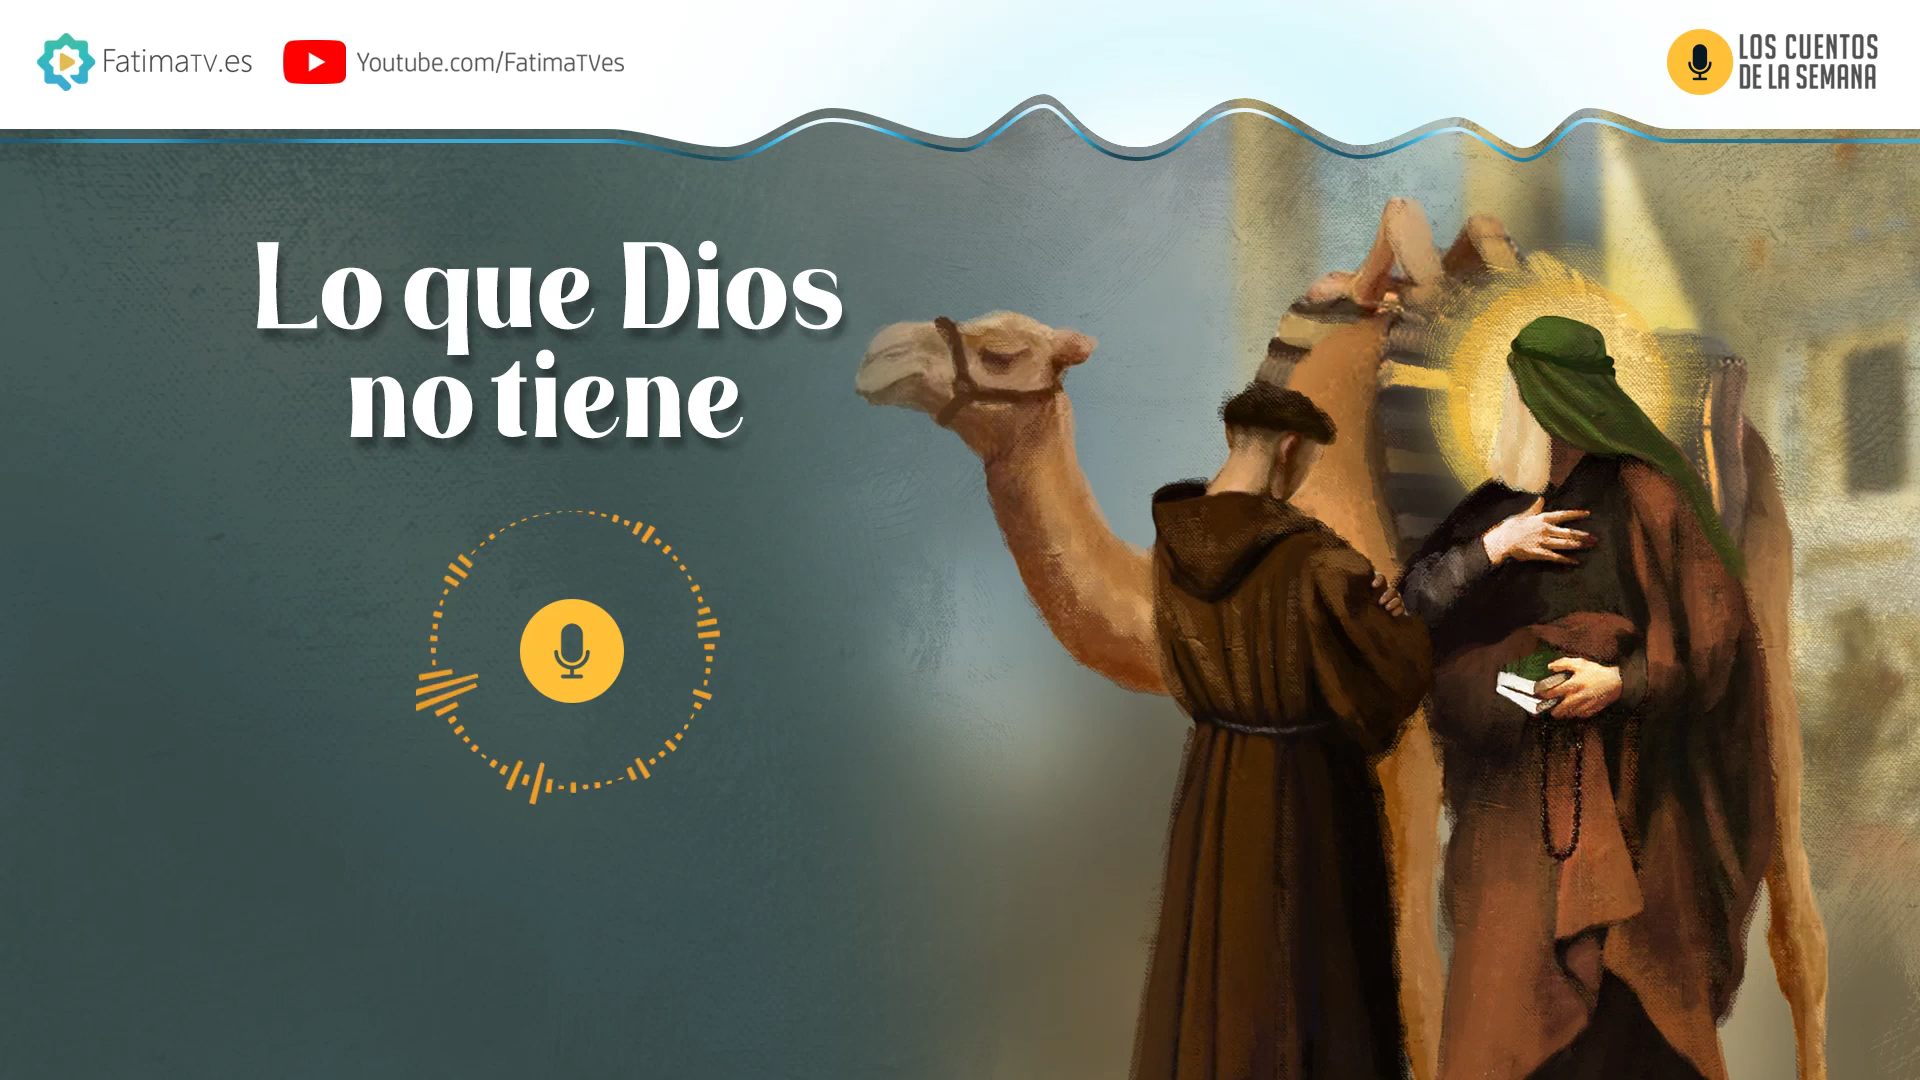 FatimaTV.es
Youtube.com/FatimaTVes
LOS CUENTOS
DE LA SEMANA
Lo que Dios
no tiene